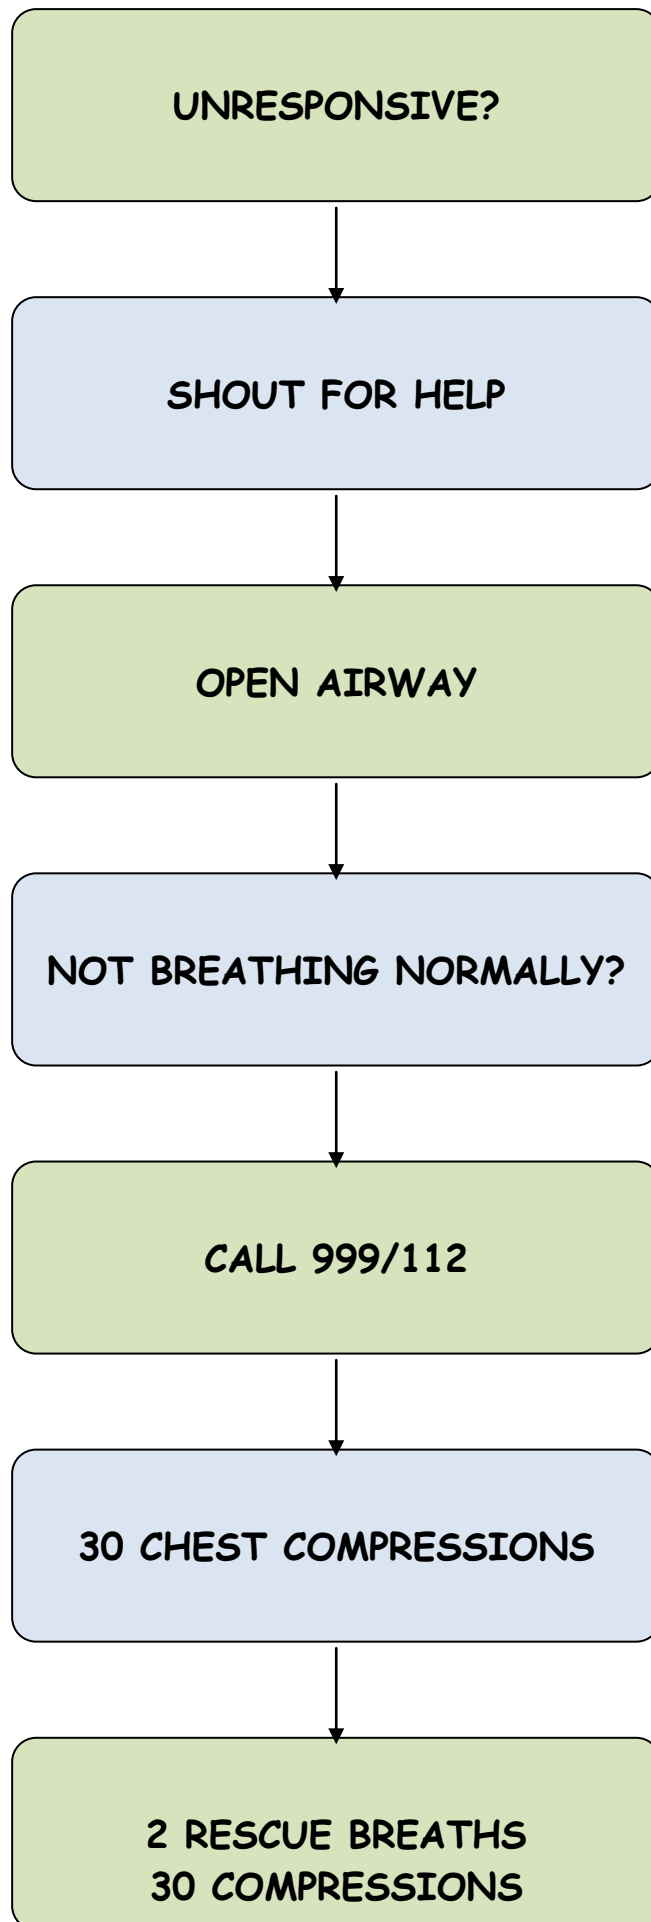 UNRESPONSIVE?
SHOUT FOR HELP
OPEN AIRWAY
NOT BREATHING NORMALLY?
CALL 999/112
30 CHEST COMPRESSIONS
2 RESCUE BREATHS
30 COMPRESSIONS